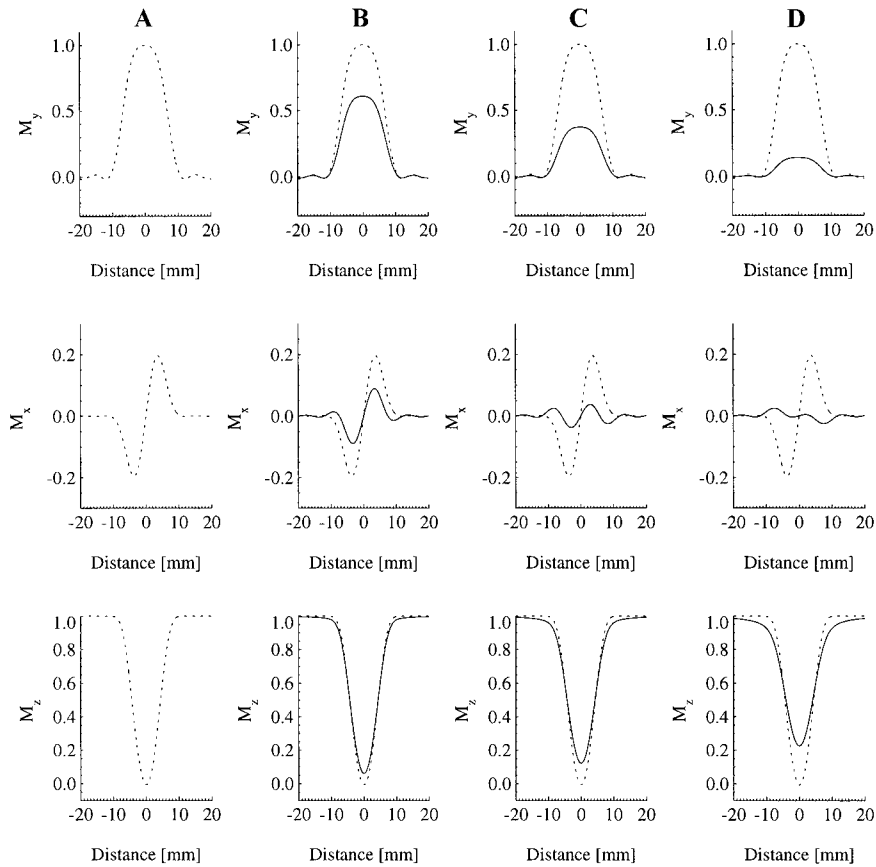 A B C D
1.0 1.0 1.0 1.0
M_y M_y M_y M_y
0.5 0.5 0.5 0.5
0.0 0.0 0.0 0.0
-20 -10 0 10 20 -20 -10 0 10 20 -20 -10 0 10 20 -20 -10 0 10 20
Distance [mm] Distance [mm] Distance [mm] Distance [mm]
0.2 0.2 0.2 0.2
M_x M_x M_x M_x
0.0 0.0 0.0 0.0
-0.2 -0.2 -0.2 -0.2
-20 -10 0 10 20 -20 -10 0 10 20 -20 -10 0 10 20 -20 -10 0 10 20
Distance [mm] Distance [mm] Distance [mm] Distance [mm]
1.0 1.0 1.0 1.0
0.8 0.8 0.8 0.8
0.6 0.6 0.6 0.6
M_z M_z M_z M_z
0.4 0.4 0.4 0.4
0.2 0.2 0.2 0.2
0.0 0.0 0.0 0.0
-20 -10 0 10 20 -20 -10 0 10 20 -20 -10 0 10 20 -20 -10 0 10 20
Distance [mm] Distance [mm] Distance [mm] Distance [mm]